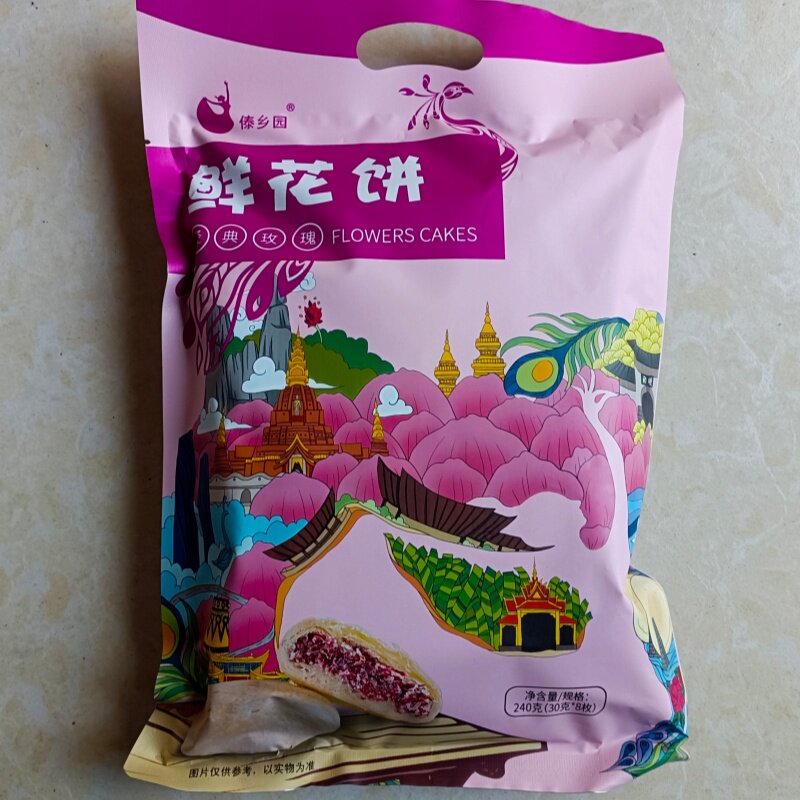 傣乡园®
鲜花饼
典玫瑰 FLOWERS CAKES
净含量/规格:
240克(30克*8枚)
图片仅供参考,以实物为准